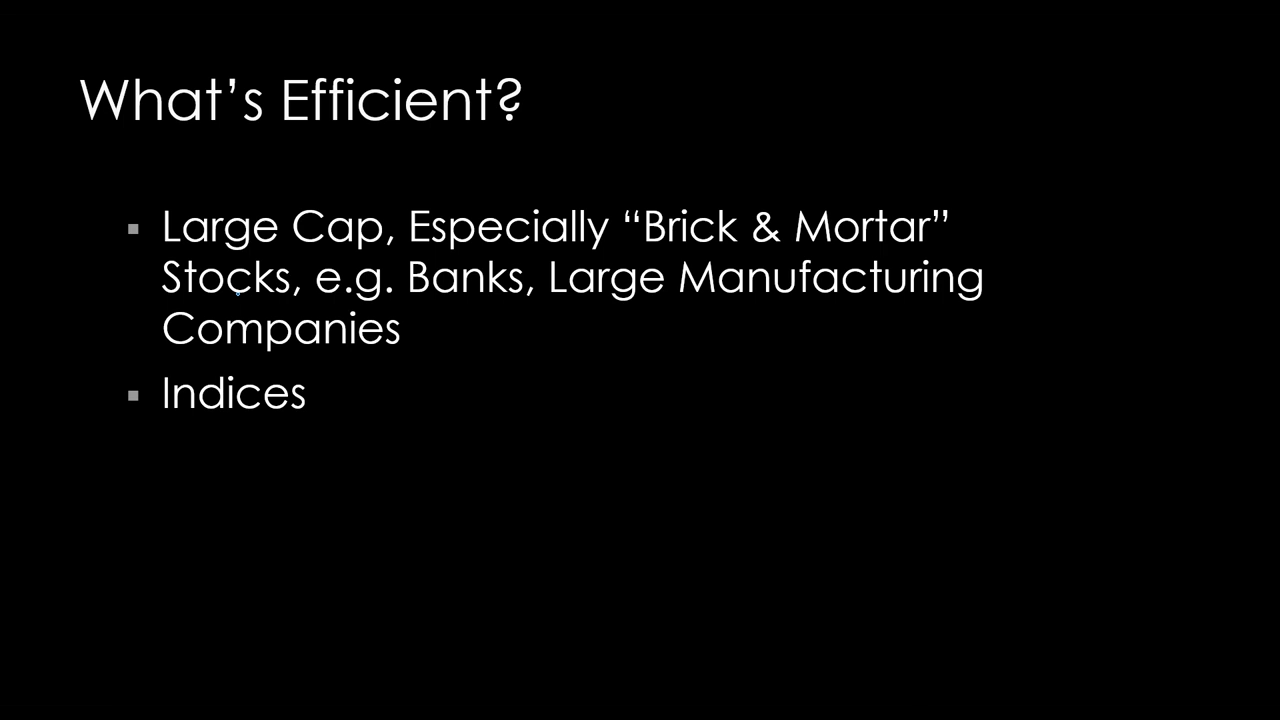 What’s Efficient?
Large Cap, Especially “Brick & Mortar”
Stocks, e.g. Banks, Large Manufacturing
Companies
Indices